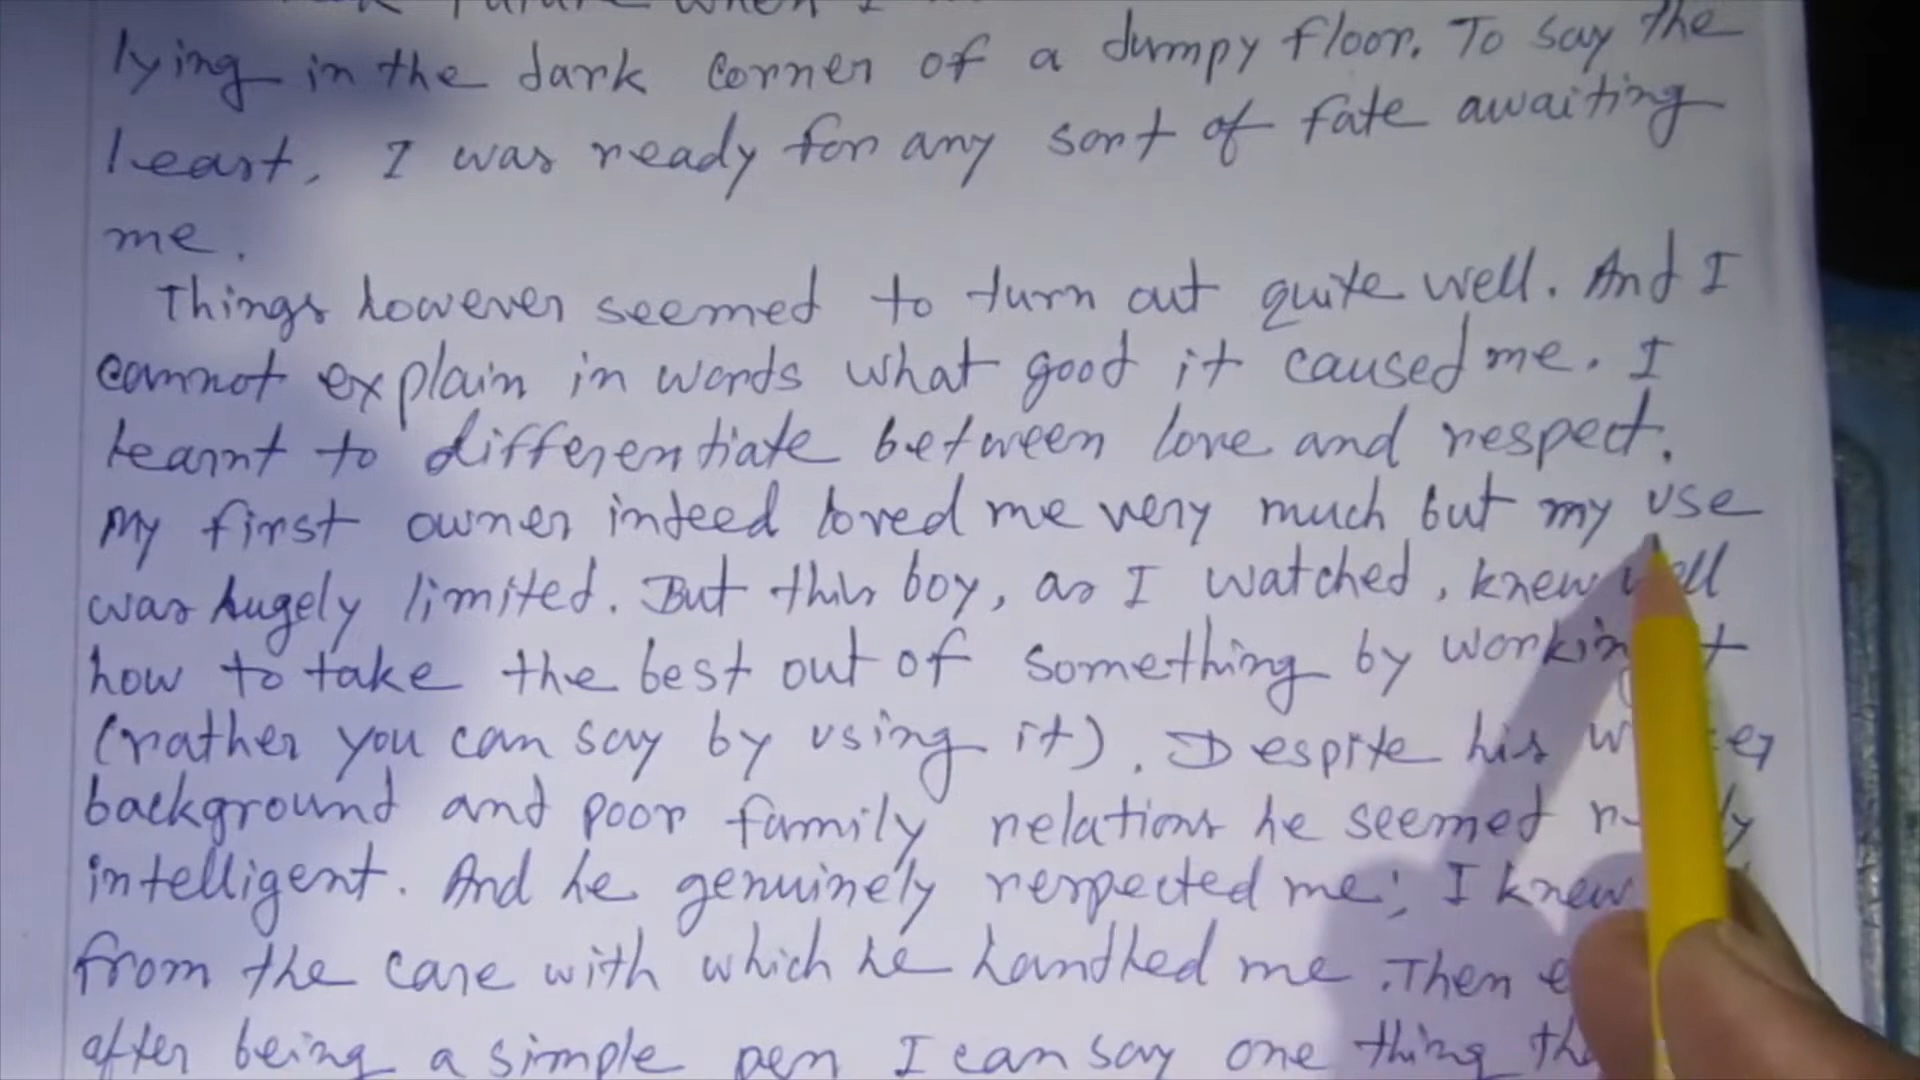 lying in the dark corner of a dumpy floor. To say the
least, I was ready for any sort of fate awaiting
me.
Things however seemed to turn out quite well. And I
cannot explain in words what good it caused me. I
learnt to differentiate between love and respect.
My first owner indeed loved me very much but my use
was hugely limited. But this boy, as I watched, knew well
how to take the best out of something by working
(rather you can say by using it). Despite his
background and poor family relations he seemed
intelligent. And he genuinely respected me; I knew
from the care with which he handled me. Then
after being a simple pen I can say one thing